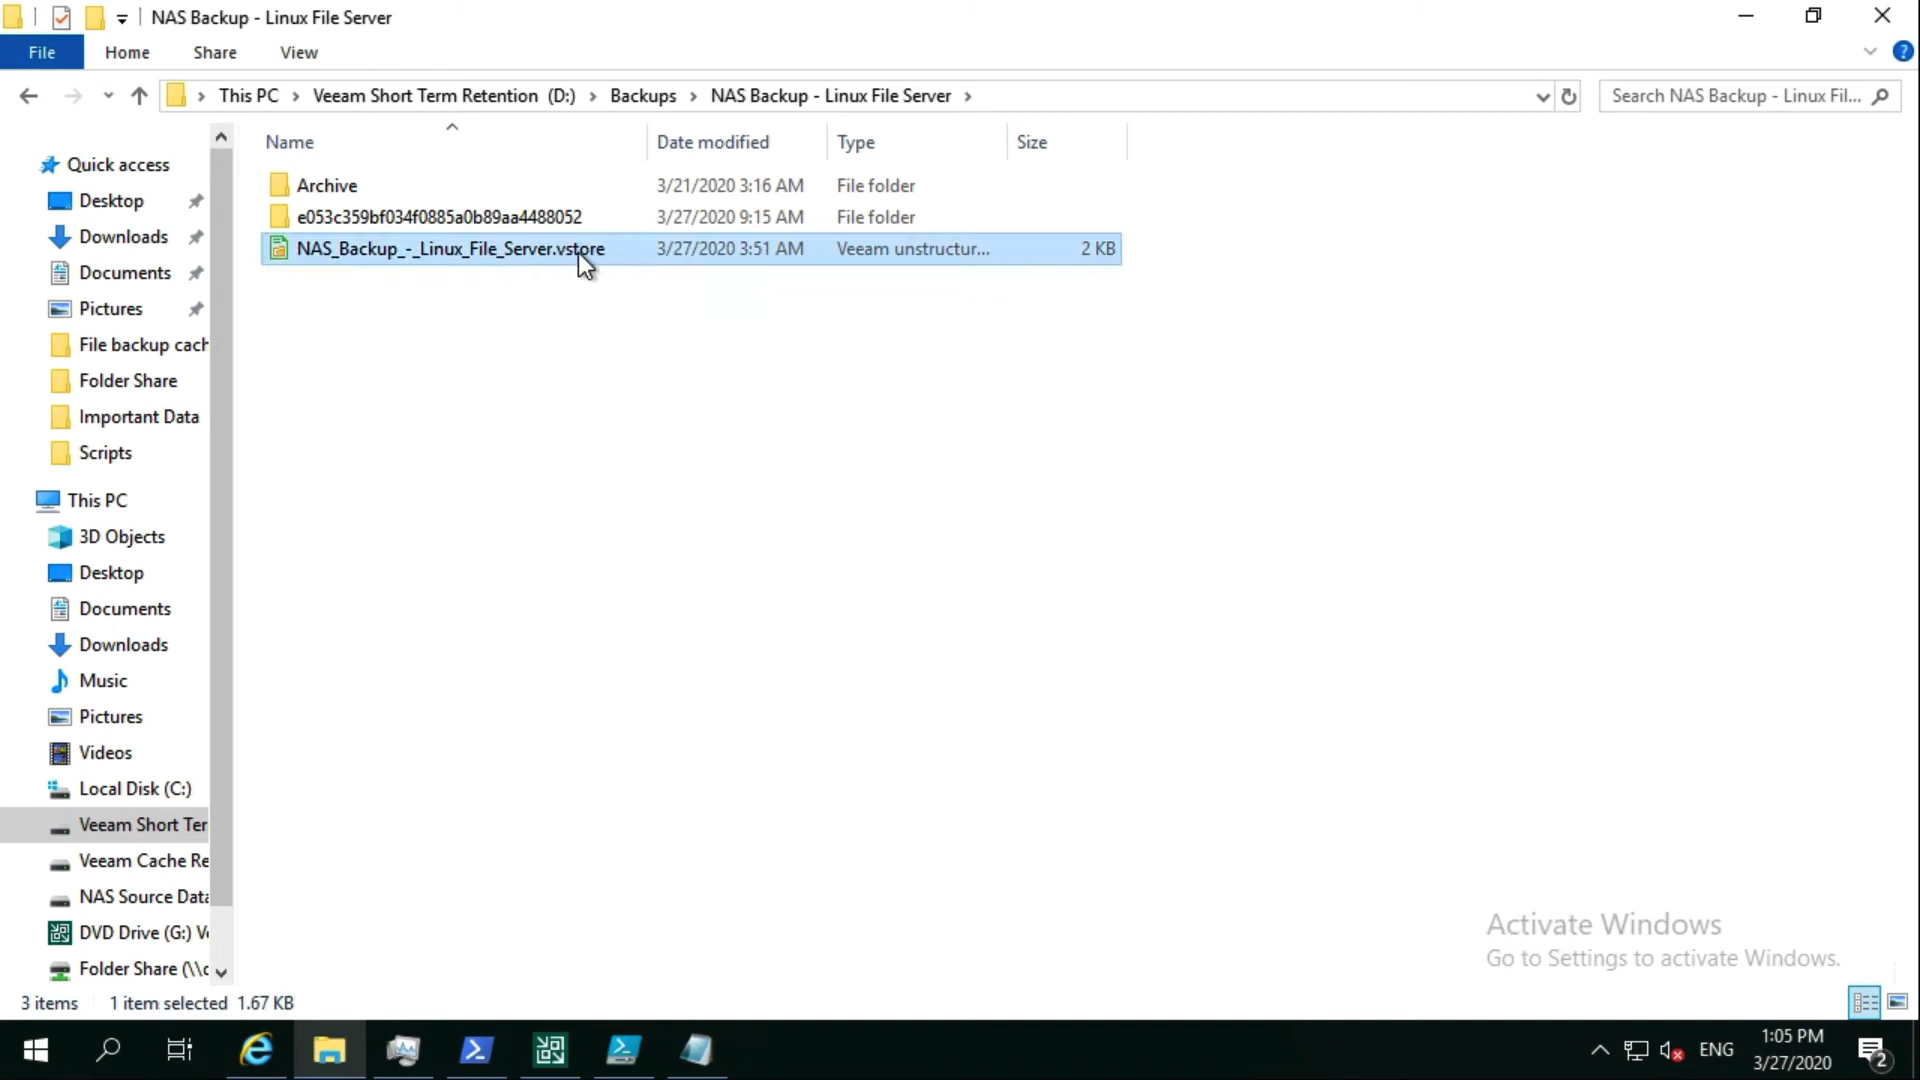 NAS Backup - Linux File Server
File Home Share View
This PC Veeam Short Term Retention (D:) Backups NAS Backup - Linux File Server
Search NAS Backup - Linux Fil...
Name Date modified Type Size
Archive 3/21/2020 3:16 AM File folder
e053c359bf034f0885a0b89aa4488052 3/27/2020 9:15 AM File folder
NAS_Backup_-_Linux_File_Server.vstore 3/27/2020 3:51 AM Veeam unstructur... 2 KB
Quick access
Desktop
Downloads
Documents
Pictures
File backup cach
Folder Share
Important Data
Scripts
This PC
3D Objects
Desktop
Documents
Downloads
Music
Pictures
Videos
Local Disk (C:)
Veeam Short Ter
Veeam Cache Re
NAS Source Data
DVD Drive (G:) Ve
Folder Share (\\c
Activate Windows
Go to Settings to activate Windows.
3 items 1 item selected 1.67 KB
ENG
1:05 PM
3/27/2020
2